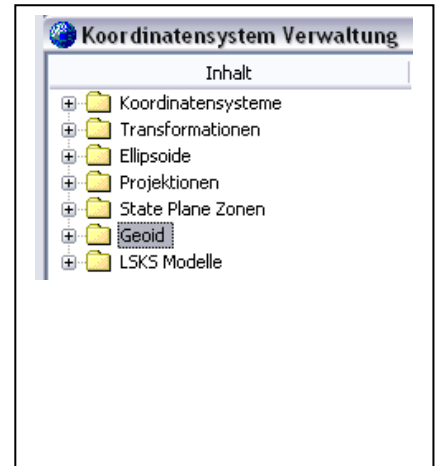 Koordinatensystem Verwaltung
Inhalt
Koordinatensysteme
Transformationen
Ellipsoide
Projektionen
State Plane Zonen
Geoid
LSKS Modelle